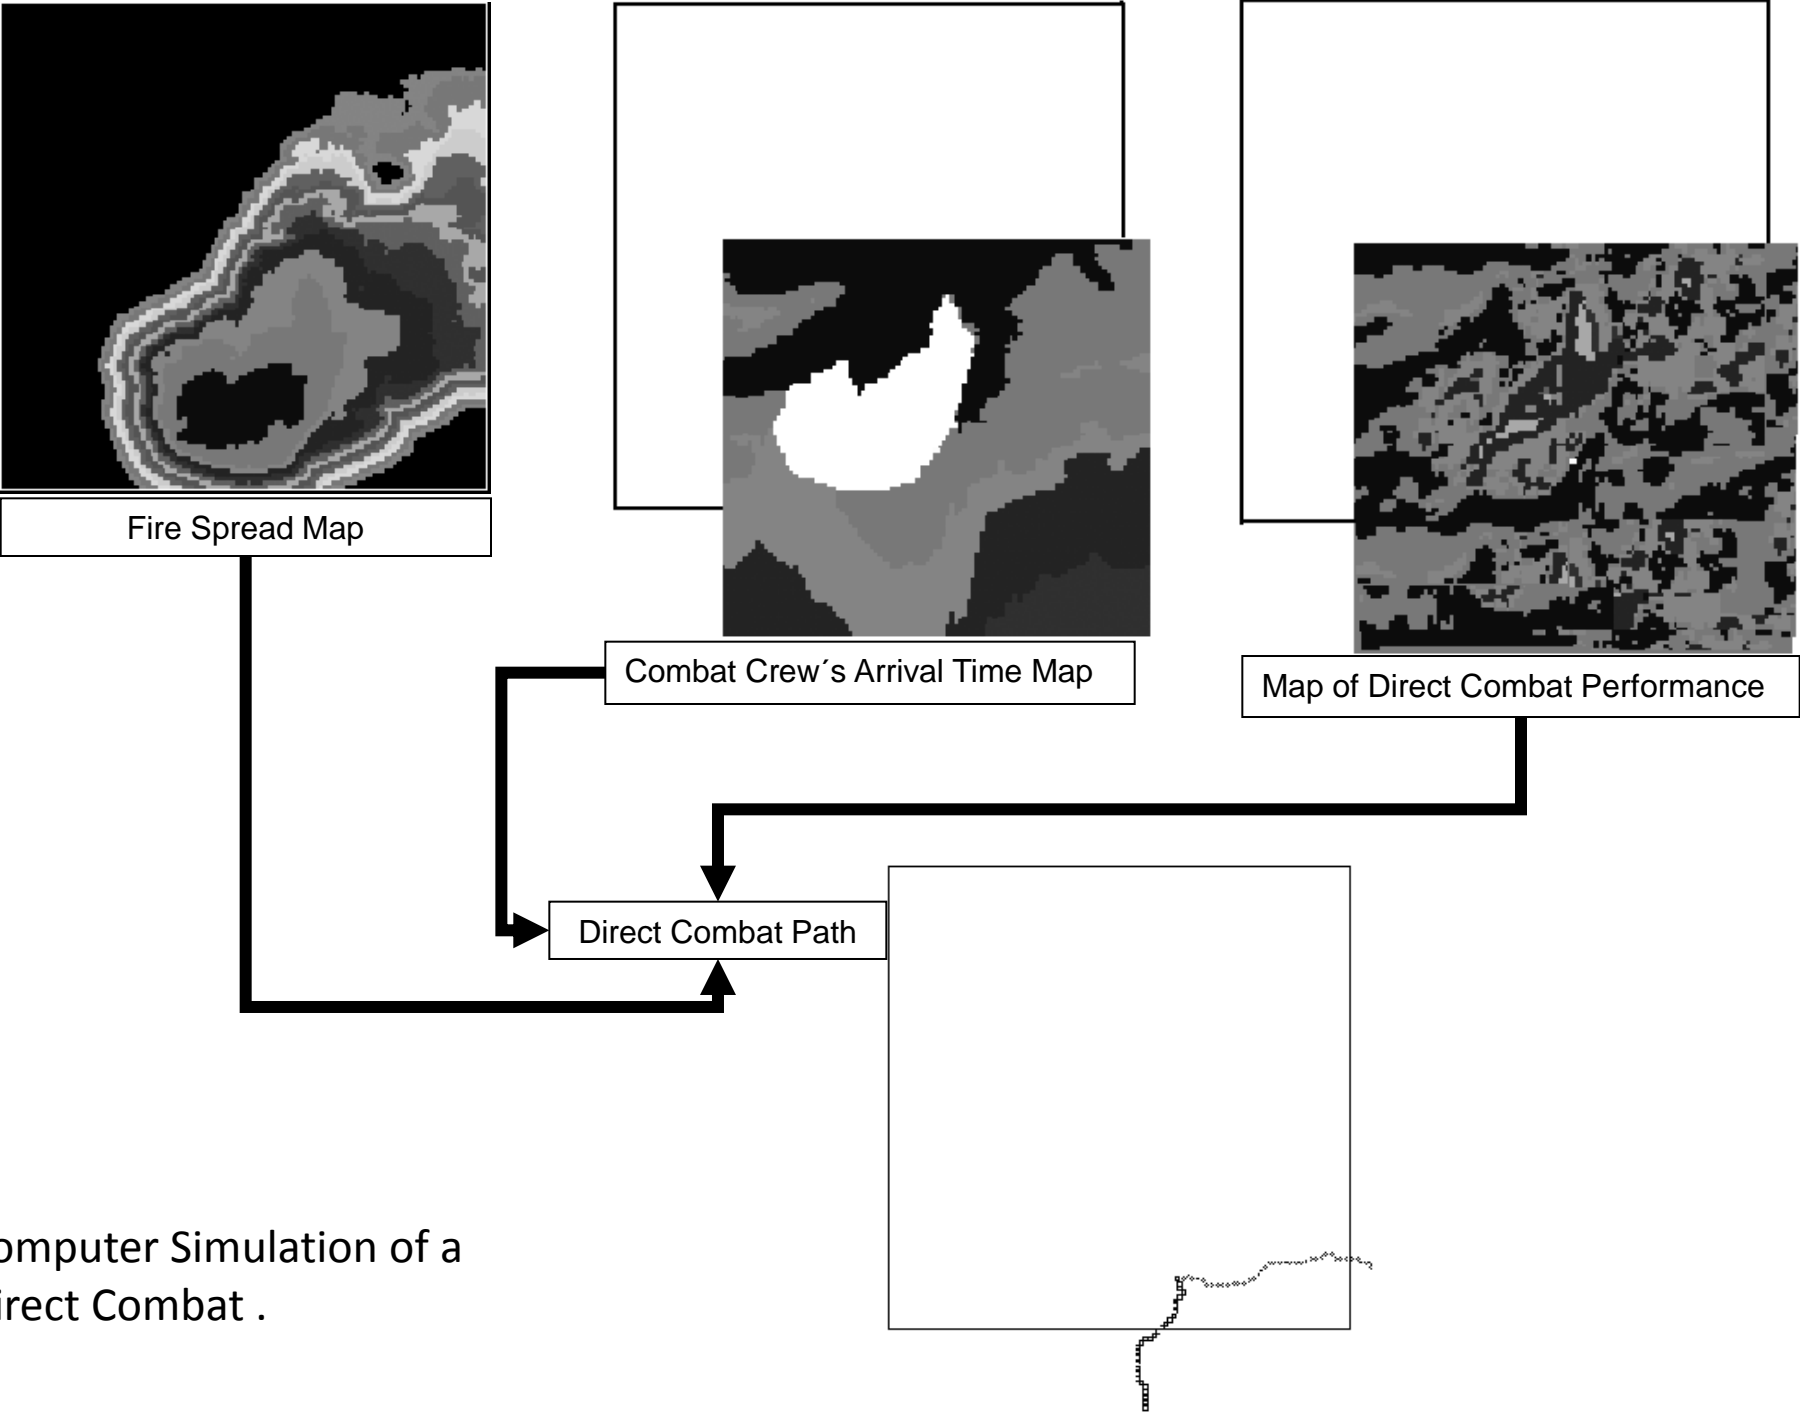 Fire Spread Map
Combat Crew´s Arrival Time Map
Map of Direct Combat Performance
Direct Combat Path
omputer Simulation of a
irect Combat .